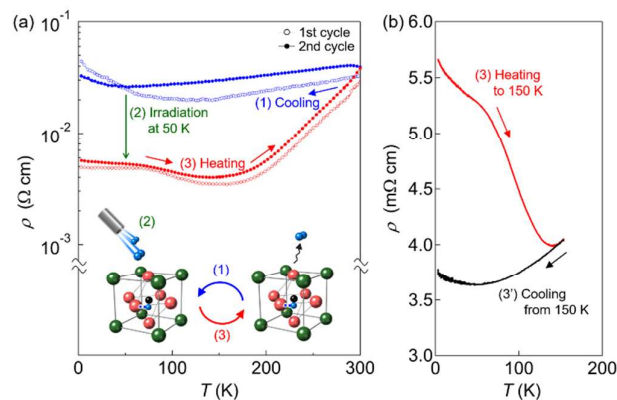 (a)
10⁻¹
1st cycle
2nd cycle
(1) Cooling
(2) Irradiation
at 50 K
10⁻²
(3) Heating
ρ (Ω cm)
10⁻³
(2)
(1)
(3)
0 50 100 150 200 250 300
T (K)
(b)
6.0
(3) Heating
to 150 K
5.5
5.0
ρ (mΩ cm)
4.5
4.0
3.5
(3') Cooling
from 150 K
3.0
0 100 200
T (K)